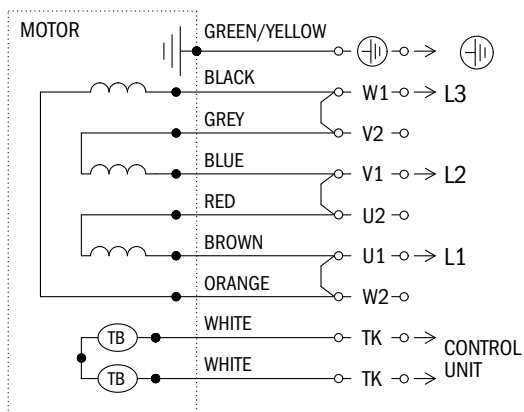 MOTOR
GREEN/YELLOW
BLACK W1 L3
GREY V2
BLUE V1 L2
RED U2
BROWN U1 L1
ORANGE W2
TB WHITE TK
TB WHITE TK
CONTROL
UNIT